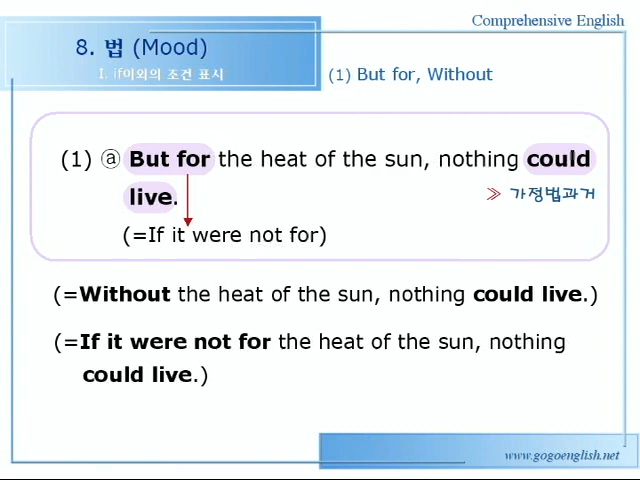 Comprehensive English
8. 법 (Mood)
I. if이외의 조건 표시
(1) But for, Without
(1) ⓐ But for the heat of the sun, nothing could
live.
≫ 가정법과거
(=If it were not for)
(=Without the heat of the sun, nothing could live.)
(=If it were not for the heat of the sun, nothing
could live.)
www.gogoenglish.net